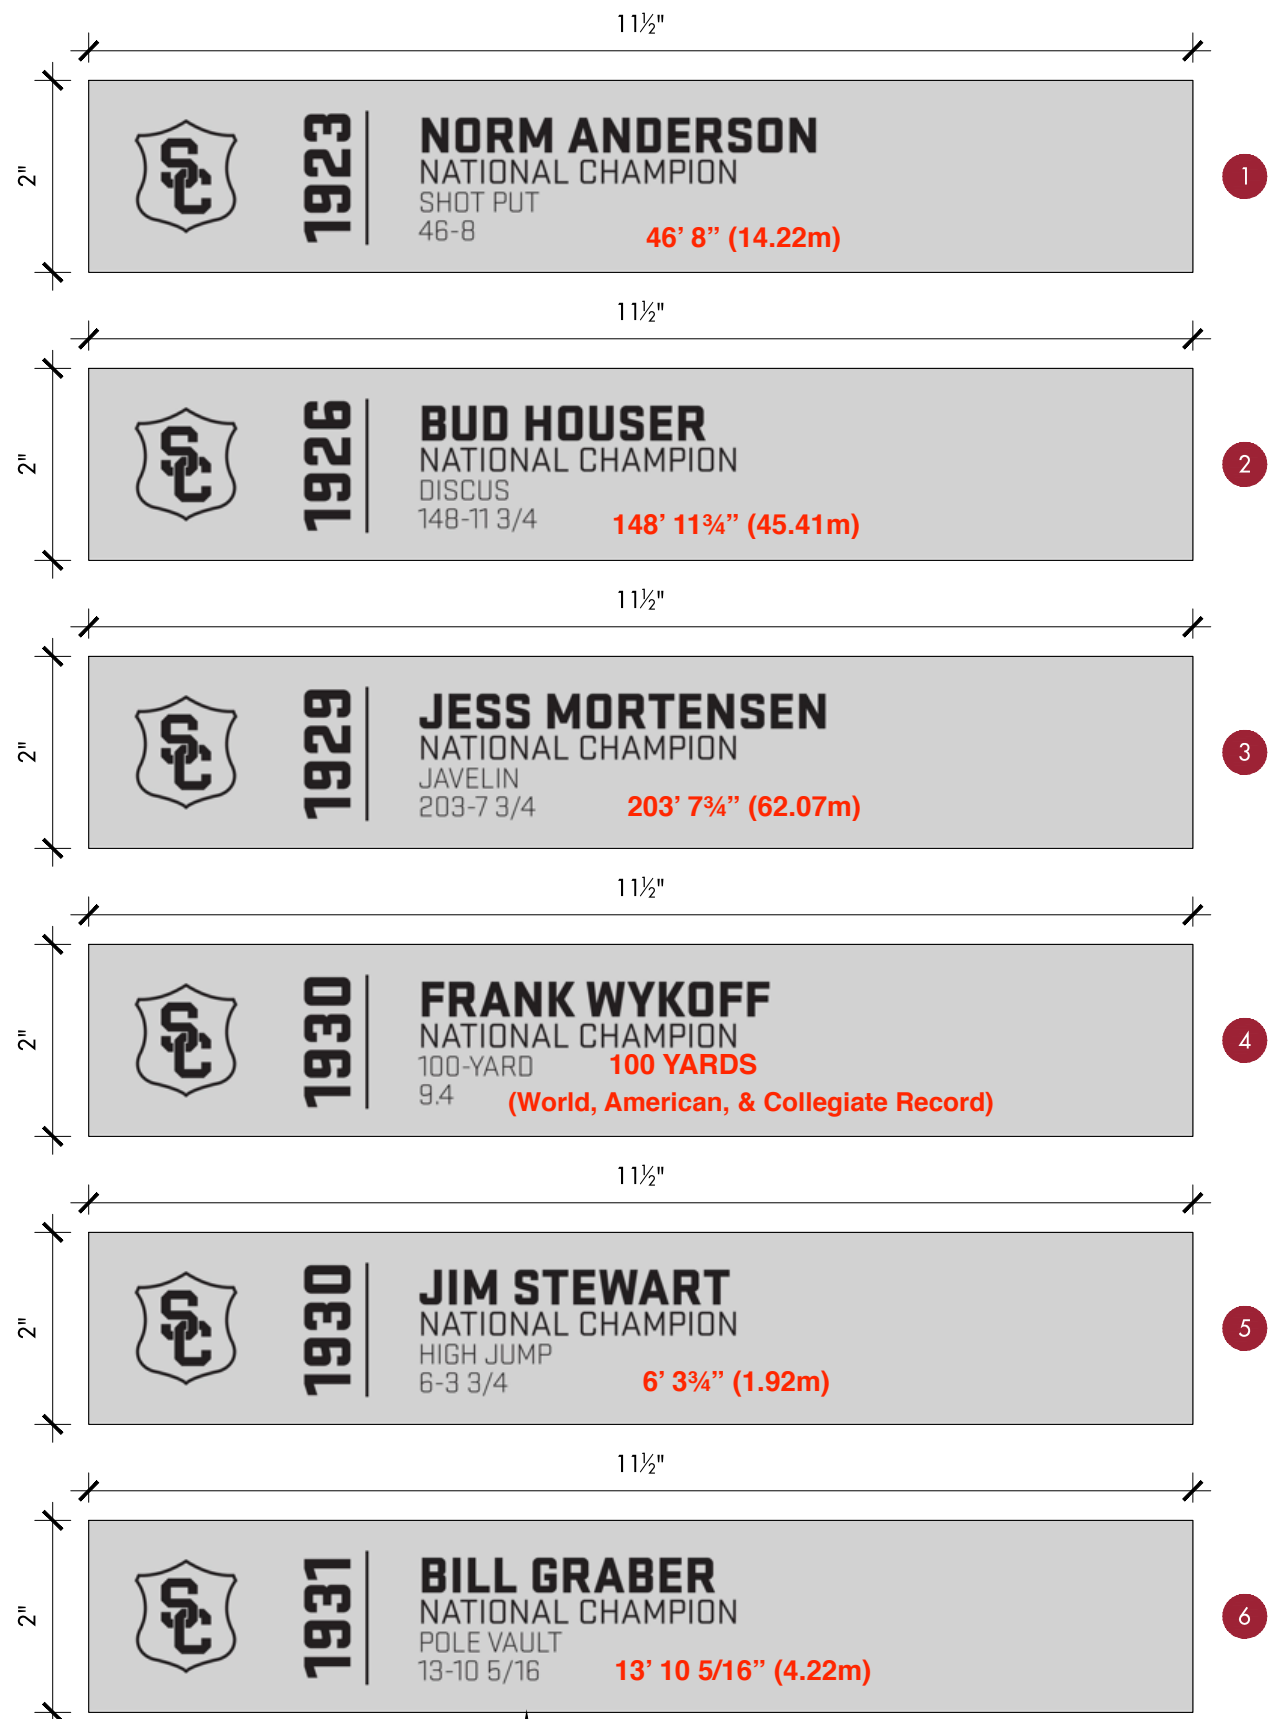 11½"
2"
SC
1923
NORM ANDERSON
NATIONAL CHAMPION
SHOT PUT
46-8
46’ 8” (14.22m)
1
11½"
2"
SC
1926
BUD HOUSER
NATIONAL CHAMPION
DISCUS
148-11 3/4
148’ 11¾” (45.41m)
2
11½"
2"
SC
1929
JESS MORTENSEN
NATIONAL CHAMPION
JAVELIN
203-7 3/4
203’ 7¾” (62.07m)
3
11½"
2"
SC
1930
FRANK WYKOFF
NATIONAL CHAMPION
100-YARD
100 YARDS
9.4
(World, American, & Collegiate Record)
4
11½"
2"
SC
1930
JIM STEWART
NATIONAL CHAMPION
HIGH JUMP
6-3 3/4
6’ 3¾” (1.92m)
5
11½"
2"
SC
1931
BILL GRABER
NATIONAL CHAMPION
POLE VAULT
13-10 5/16
13’ 10 5/16” (4.22m)
6